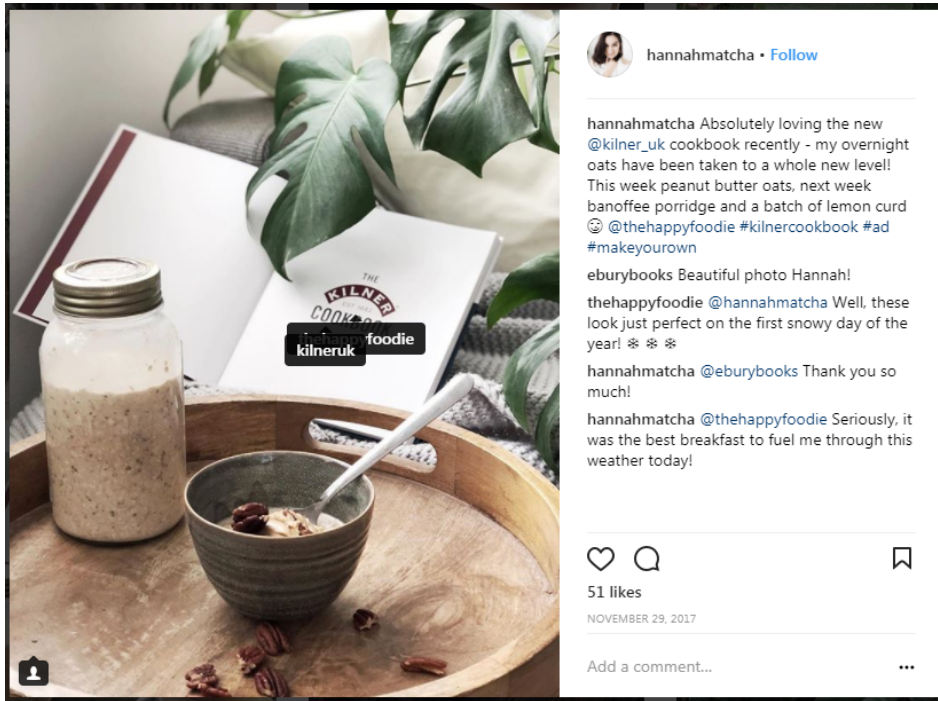 hannahmatcha • Follow
hannahmatcha Absolutely loving the new
@kilner_uk cookbook recently - my overnight
oats have been taken to a whole new level!
This week peanut butter oats, next week
banoffee porridge and a batch of lemon curd
@thehappyfoodie #kilnercookbook #ad
#makeyourown
eburybooks Beautiful photo Hannah!
thehappyfoodie @hannahmatcha Well, these
look just perfect on the first snowy day of the
year! ❄ ❄ ❄
hannahmatcha @eburybooks Thank you so
much!
hannahmatcha @thehappyfoodie Seriously, it
was the best breakfast to fuel me through this
weather today!
51 likes
NOVEMBER 29, 2017
Add a comment...
THE
KILNER
COOKBOOK
thehappyfoodie
kilneruk